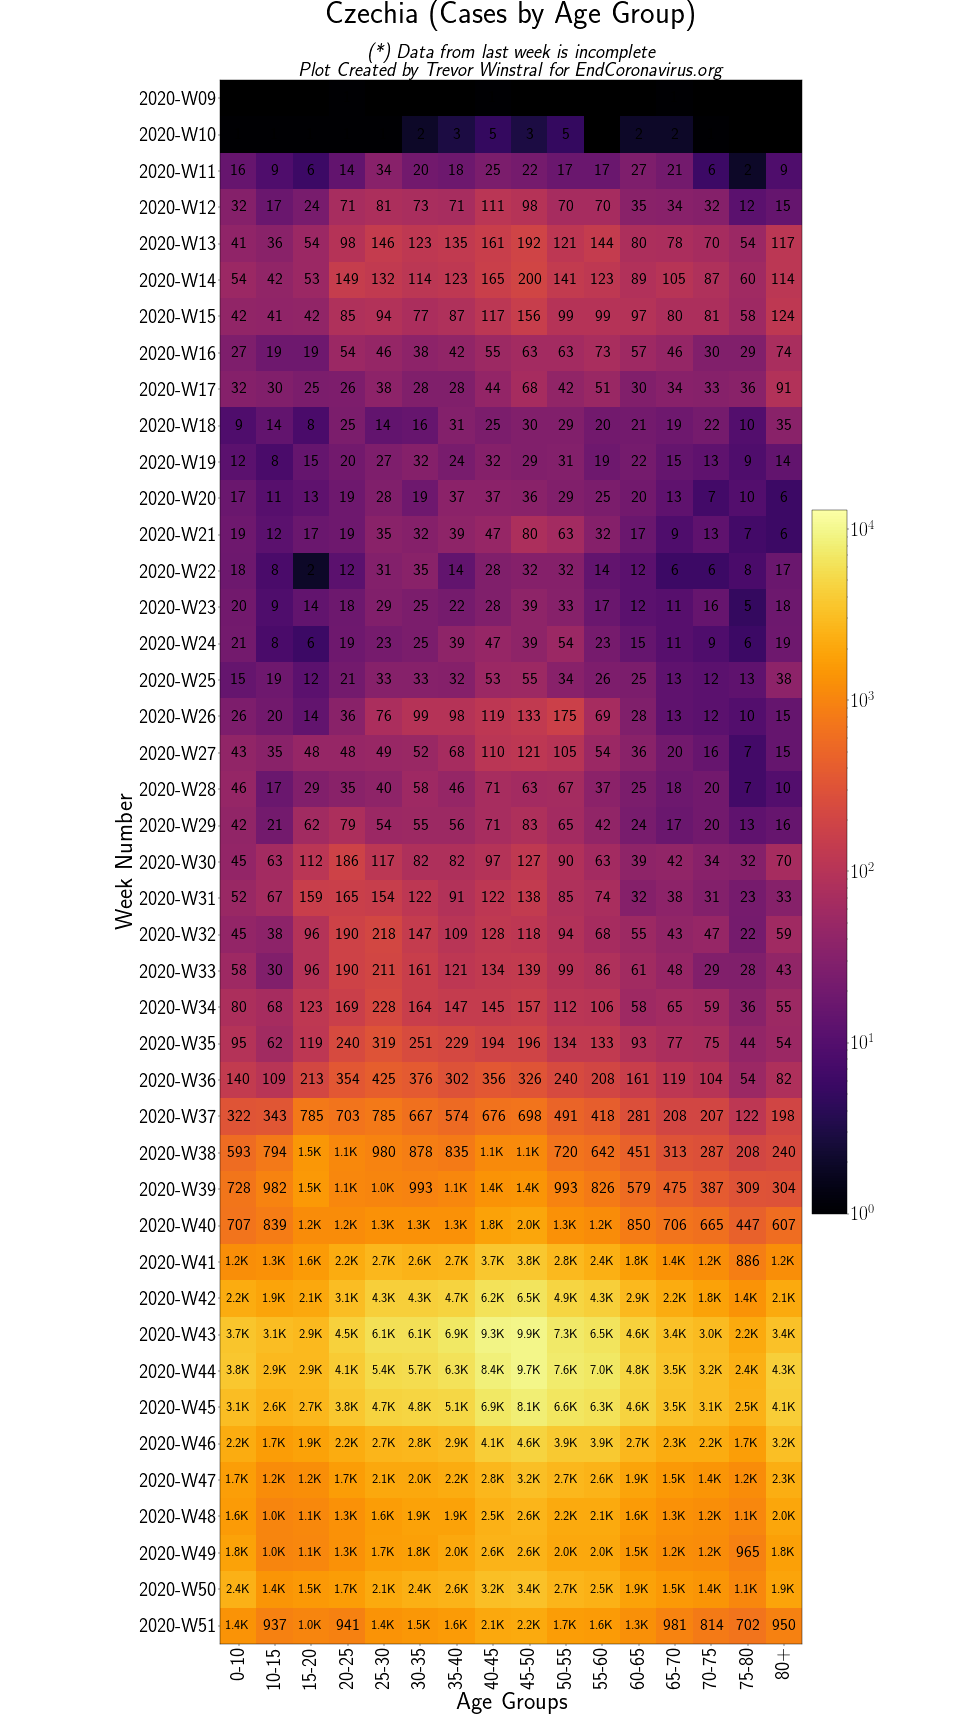 Czechia (Cases by Age Group)
(*) Data from last week is incomplete
Plot Created by Trevor Winstral for EndCoronavirus.org
2020-W09
2020-W10 2 3 5 3 5 2 2
2020-W11 16 9 6 14 34 20 18 25 22 17 17 27 21 6 2 9
2020-W12 32 17 24 71 81 73 71 111 98 70 70 35 34 32 12 15
2020-W13 41 36 54 98 146 123 135 161 192 121 144 80 78 70 54 117
2020-W14 54 42 53 149 132 114 123 165 200 141 123 89 105 87 60 114
2020-W15 42 41 42 85 94 77 87 117 156 99 99 97 80 81 58 124
2020-W16 27 19 19 54 46 38 42 55 63 63 73 57 46 30 29 74
2020-W17 32 30 25 26 38 28 28 44 68 42 51 30 34 33 36 91
2020-W18 9 14 8 25 14 16 31 25 30 29 20 21 19 22 10 35
2020-W19 12 8 15 20 27 32 24 32 29 31 19 22 15 13 9 14
2020-W20 17 11 13 19 28 19 37 37 36 29 25 20 13 7 10 6
2020-W21 19 12 17 19 35 32 39 47 80 63 32 17 9 13 7 6
2020-W22 18 8 2 12 31 35 14 28 32 32 14 12 6 6 8 17
2020-W23 20 9 14 18 29 25 22 28 39 33 17 12 11 16 5 18
2020-W24 21 8 6 19 23 25 39 47 39 54 23 15 11 9 6 19
2020-W25 15 19 12 21 33 33 32 53 55 34 26 25 13 12 13 38
2020-W26 26 20 14 36 76 99 98 119 133 175 69 28 13 12 10 15
2020-W27 43 35 48 48 49 52 68 110 121 105 54 36 20 16 7 15
2020-W28 46 17 29 35 40 58 46 71 63 67 37 25 18 20 7 10
2020-W29 42 21 62 79 54 55 56 71 83 65 42 24 17 20 13 16
2020-W30 45 63 112 186 117 82 82 97 127 90 63 39 42 34 32 70
2020-W31 52 67 159 165 154 122 91 122 138 85 74 32 38 31 23 33
2020-W32 45 38 96 190 218 147 109 128 118 94 68 55 43 47 22 59
2020-W33 58 30 96 190 211 161 121 134 139 99 86 61 48 29 28 43
2020-W34 80 68 123 169 228 164 147 145 157 112 106 58 65 59 36 55
2020-W35 95 62 119 240 319 251 229 194 196 134 133 93 77 75 44 54
2020-W36 140 109 213 354 425 376 302 356 326 240 208 161 119 104 54 82
2020-W37 322 343 785 703 785 667 574 676 698 491 418 281 208 207 122 198
2020-W38 593 794 1.5K 1.1K 980 878 835 1.1K 1.1K 720 642 451 313 287 208 240
2020-W39 728 982 1.5K 1.1K 1.0K 993 1.1K 1.4K 1.4K 993 826 579 475 387 309 304
2020-W40 707 839 1.2K 1.2K 1.3K 1.3K 1.3K 1.8K 2.0K 1.3K 1.2K 850 706 665 447 607
2020-W41 1.2K 1.3K 1.6K 2.2K 2.7K 2.6K 2.7K 3.7K 3.8K 2.8K 2.4K 1.8K 1.4K 1.2K 886 1.2K
2020-W42 2.2K 1.9K 2.1K 3.1K 4.3K 4.3K 4.7K 6.2K 6.5K 4.9K 4.3K 2.9K 2.2K 1.8K 1.4K 2.1K
2020-W43 3.7K 3.1K 2.9K 4.5K 6.1K 6.1K 6.9K 9.3K 9.9K 7.3K 6.5K 4.6K 3.4K 3.0K 2.2K 3.4K
2020-W44 3.8K 2.9K 2.9K 4.1K 5.4K 5.7K 6.3K 8.4K 9.7K 7.6K 7.0K 4.8K 3.5K 3.2K 2.4K 4.3K
2020-W45 3.1K 2.6K 2.7K 3.8K 4.7K 4.8K 5.1K 6.9K 8.1K 6.6K 6.3K 4.6K 3.5K 3.1K 2.5K 4.1K
2020-W46 2.2K 1.7K 1.9K 2.2K 2.7K 2.8K 2.9K 4.1K 4.6K 3.9K 3.9K 2.7K 2.3K 2.2K 1.7K 3.2K
2020-W47 1.7K 1.2K 1.2K 1.7K 2.1K 2.0K 2.2K 2.8K 3.2K 2.7K 2.6K 1.9K 1.5K 1.4K 1.2K 2.3K
2020-W48 1.6K 1.0K 1.1K 1.3K 1.6K 1.9K 1.9K 2.5K 2.6K 2.2K 2.1K 1.6K 1.3K 1.2K 1.1K 2.0K
2020-W49 1.8K 1.0K 1.1K 1.3K 1.7K 1.8K 2.0K 2.6K 2.6K 2.0K 2.0K 1.5K 1.2K 1.2K 965 1.8K
2020-W50 2.4K 1.4K 1.5K 1.7K 2.1K 2.4K 2.6K 3.2K 3.4K 2.7K 2.5K 1.9K 1.5K 1.4K 1.1K 1.9K
2020-W51 1.4K 937 1.0K 941 1.4K 1.5K 1.6K 2.1K 2.2K 1.7K 1.6K 1.3K 981 814 702 950
0-10 10-15 15-20 20-25 25-30 30-35 35-40 40-45 45-50 50-55 55-60 60-65 65-70 70-75 75-80 80+
Age Groups
Week Number
10⁴
10³
10²
10¹
10⁰